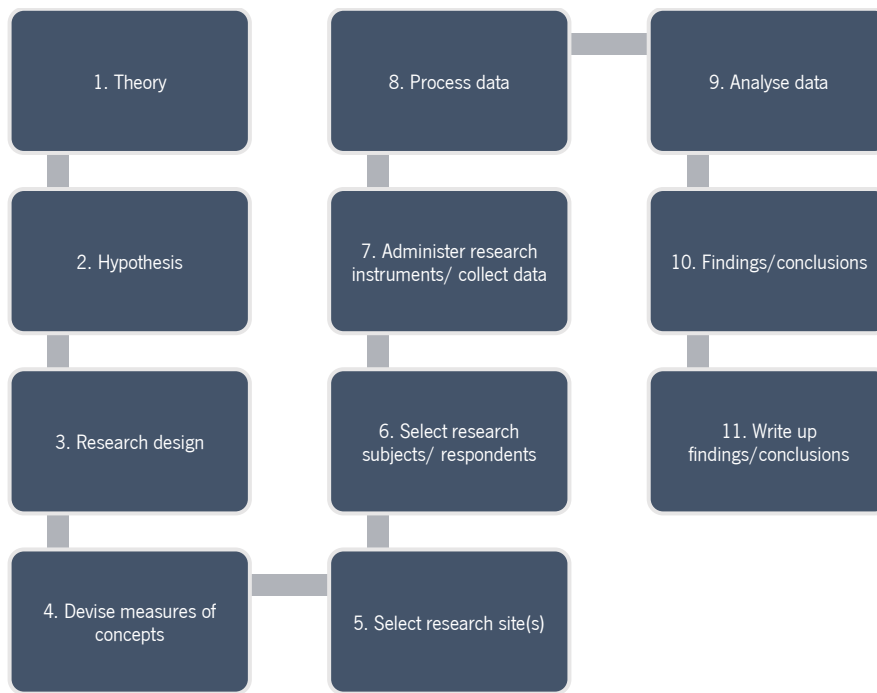 1. Theory
2. Hypothesis
3. Research design
4. Devise measures of
concepts
5. Select research site(s)
6. Select research
subjects/ respondents
7. Administer research
instruments/ collect data
8. Process data
9. Analyse data
10. Findings/conclusions
11. Write up
findings/conclusions